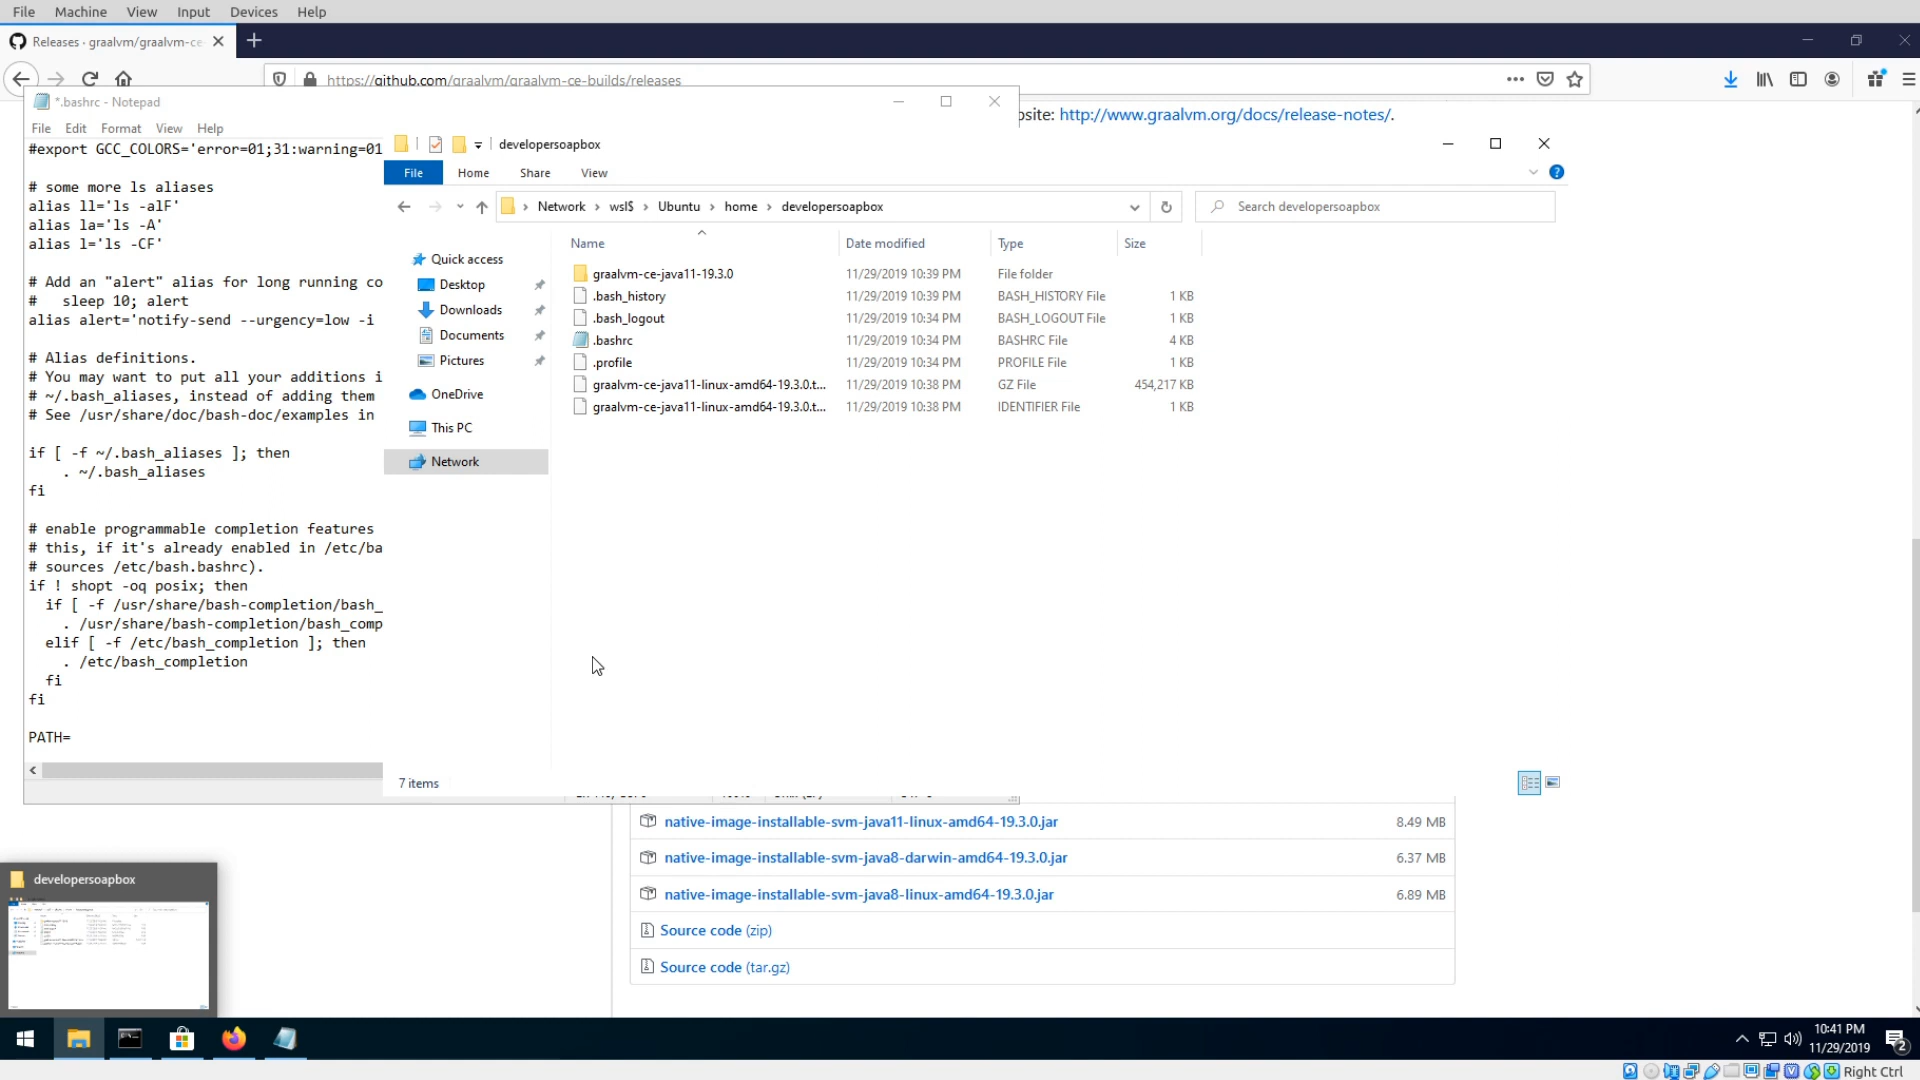 File Machine View Input Devices Help
Releases · graalvm/graalvm-ce-
https://github.com/graalvm/graalvm-ce-builds/releases
*.bashrc - Notepad
File Edit Format View Help
#export GCC_COLORS='error=01;31:warning=01
# some more ls aliases
alias ll='ls -alF'
alias la='ls -A'
alias l='ls -CF'
# Add an "alert" alias for long running co
#   sleep 10; alert
alias alert='notify-send --urgency=low -i
# Alias definitions.
# You may want to put all your additions i
# ~/.bash_aliases, instead of adding them
# See /usr/share/doc/bash-doc/examples in
if [ -f ~/.bash_aliases ]; then
    . ~/.bash_aliases
fi
# enable programmable completion features
# this, if it's already enabled in /etc/ba
# sources /etc/bash.bashrc).
if ! shopt -oq posix; then
  if [ -f /usr/share/bash-completion/bash_
    . /usr/share/bash-completion/bash_comp
  elif [ -f /etc/bash_completion ]; then
    . /etc/bash_completion
  fi
fi
PATH=
osite: http://www.graalvm.org/docs/release-notes/.
developersoapbox
File Home Share View
Network > wsl$ > Ubuntu > home > developersoapbox
Search developersoapbox
Quick access
Desktop
Downloads
Documents
Pictures
OneDrive
This PC
Network
Name Date modified Type Size
graalvm-ce-java11-19.3.0 11/29/2019 10:39 PM File folder
.bash_history 11/29/2019 10:39 PM BASH_HISTORY File 1 KB
.bash_logout 11/29/2019 10:34 PM BASH_LOGOUT File 1 KB
.bashrc 11/29/2019 10:34 PM BASHRC File 4 KB
.profile 11/29/2019 10:34 PM PROFILE File 1 KB
graalvm-ce-java11-linux-amd64-19.3.0.t... 11/29/2019 10:38 PM GZ File 454,217 KB
graalvm-ce-java11-linux-amd64-19.3.0.t... 11/29/2019 10:38 PM IDENTIFIER File 1 KB
7 items
native-image-installable-svm-java11-linux-amd64-19.3.0.jar 8.49 MB
native-image-installable-svm-java8-darwin-amd64-19.3.0.jar 6.37 MB
native-image-installable-svm-java8-linux-amd64-19.3.0.jar 6.89 MB
Source code (zip)
Source code (tar.gz)
developersoapbox
10:41 PM
11/29/2019
2
Right Ctrl